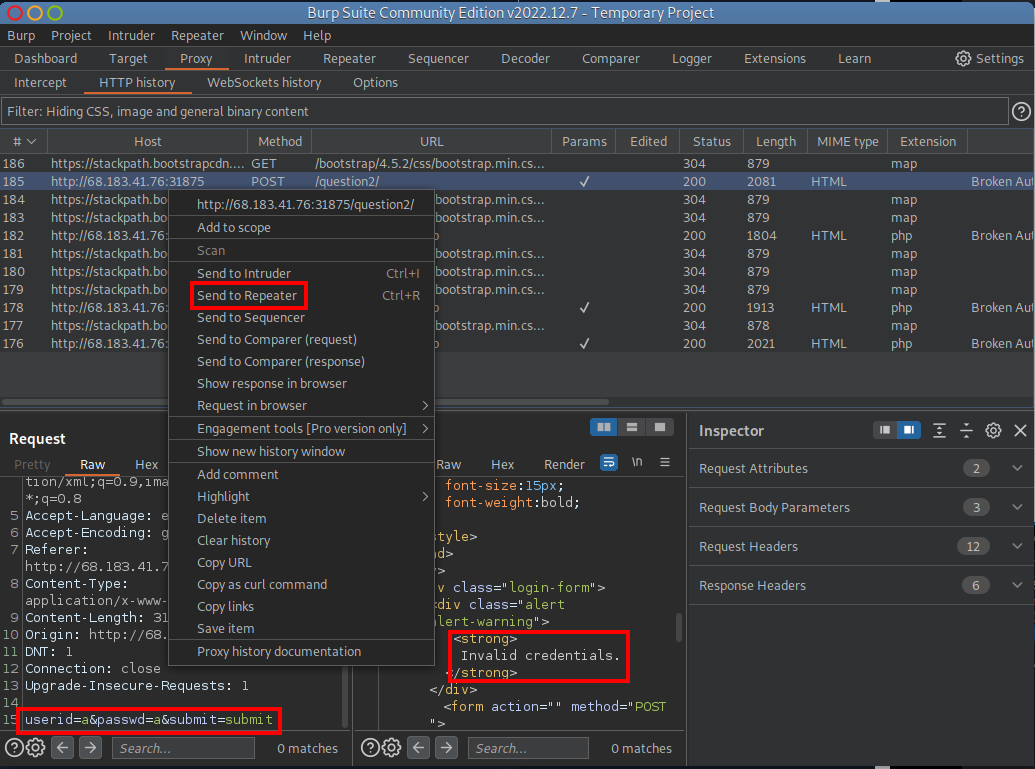 Burp Suite Community Edition v2022.12.7 - Temporary Project
Burp Project Intruder Repeater Window Help
Dashboard Target Proxy Intruder Repeater Sequencer Decoder Comparer Logger Extensions Learn Settings
Intercept HTTP history WebSockets history Options
Filter: Hiding CSS, image and general binary content ?
# Host Method URL Params Edited Status Length MIME type Extension
186 https://stackpath.bootstrapcdn.... GET /bootstrap/4.5.2/css/bootstrap.min.cs... 304 879 map
185 http://68.183.41.76:31875 POST /question2/ ✓ 200 2081 HTML Broken Aut
184 https://stackpath.bo bootstrap.min.cs... 304 879 map
183 https://stackpath.bo bootstrap.min.cs... 304 879 map
182 http://68.183.41.76: 200 1804 HTML php Broken Aut
181 https://stackpath.bo bootstrap.min.cs... 304 879 map
180 https://stackpath.bo bootstrap.min.cs... 304 879 map
179 https://stackpath.bo bootstrap.min.cs... 304 879 map
178 http://68.183.41.76: ✓ 200 1913 HTML php Broken Aut
177 https://stackpath.bo bootstrap.min.cs... 304 878 map
176 http://68.183.41.76: ✓ 200 2021 HTML php Broken Aut
http://68.183.41.76:31875/question2/
Add to scope
Scan
Send to Intruder Ctrl+I
Send to Repeater Ctrl+R
Send to Sequencer
Send to Comparer (request)
Send to Comparer (response)
Show response in browser
Request in browser
Engagement tools [Pro version only]
Show new history window
Add comment
Highlight
Delete item
Clear history
Copy URL
Copy as curl command
Copy links
Save item
Proxy history documentation
Request
Pretty Raw Hex
tion/xml;q=0.9,ima
*;q=0.8
5 Accept-Language: e
6 Accept-Encoding: g
7 Referer:
http://68.183.41.7
8 Content-Type:
application/x-www-
9 Content-Length: 31
10 Origin: http://68.
11 DNT: 1
12 Connection: close
13 Upgrade-Insecure-Requests: 1
14
15 userid=a&passwd=a&submit=submit
? Search... 0 matches
Raw Hex Render \n
font-size:15px;
font-weight:bold;
style>
d>
>
v class="login-form">
<div class="alert
lert-warning">
<strong>
Invalid credentials.
</strong>
</div>
<form action="" method="POST
">
? Search... 0 matches
Inspector
Request Attributes 2
Request Body Parameters 3
Request Headers 12
Response Headers 6